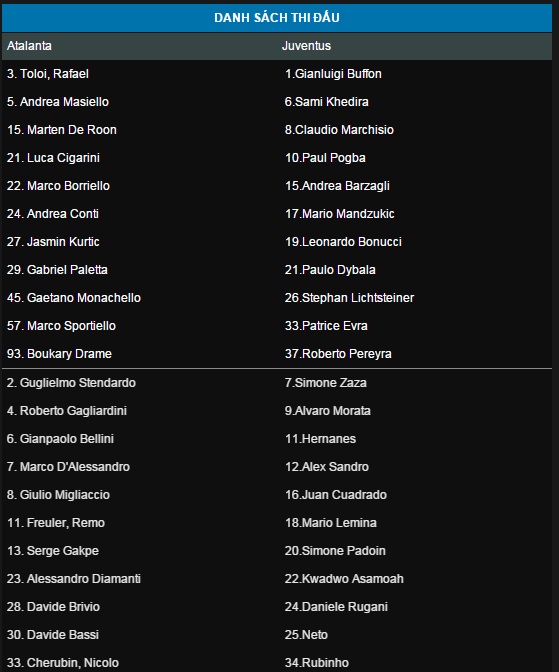 DANH SÁCH THI ĐẤU
Atalanta Juventus
3. Toloi, Rafael 1.Gianluigi Buffon
5. Andrea Masiello 6.Sami Khedira
15. Marten De Roon 8.Claudio Marchisio
21. Luca Cigarini 10.Paul Pogba
22. Marco Borriello 15.Andrea Barzagli
24. Andrea Conti 17.Mario Mandzukic
27. Jasmin Kurtic 19.Leonardo Bonucci
29. Gabriel Paletta 21.Paulo Dybala
45. Gaetano Monachello 26.Stephan Lichtsteiner
57. Marco Sportiello 33.Patrice Evra
93. Boukary Drame 37.Roberto Pereyra
2. Guglielmo Stendardo 7.Simone Zaza
4. Roberto Gagliardini 9.Alvaro Morata
6. Gianpaolo Bellini 11.Hernanes
7. Marco D'Alessandro 12.Alex Sandro
8. Giulio Migliaccio 16.Juan Cuadrado
11. Freuler, Remo 18.Mario Lemina
13. Serge Gakpe 20.Simone Padoin
23. Alessandro Diamanti 22.Kwadwo Asamoah
28. Davide Brivio 24.Daniele Rugani
30. Davide Bassi 25.Neto
33. Cherubin, Nicolo 34.Rubinho